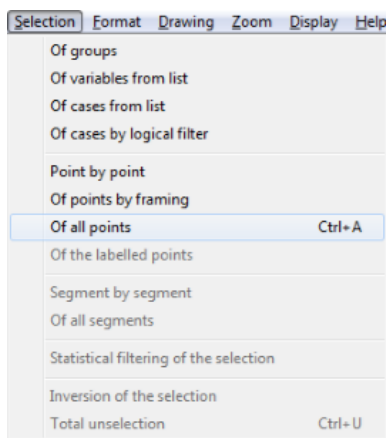 Selection Format Drawing Zoom Display Help
Of groups
Of variables from list
Of cases from list
Of cases by logical filter
Point by point
Of points by framing
Of all points Ctrl+A
Of the labelled points
Segment by segment
Of all segments
Statistical filtering of the selection
Inversion of the selection
Total unselection Ctrl+U